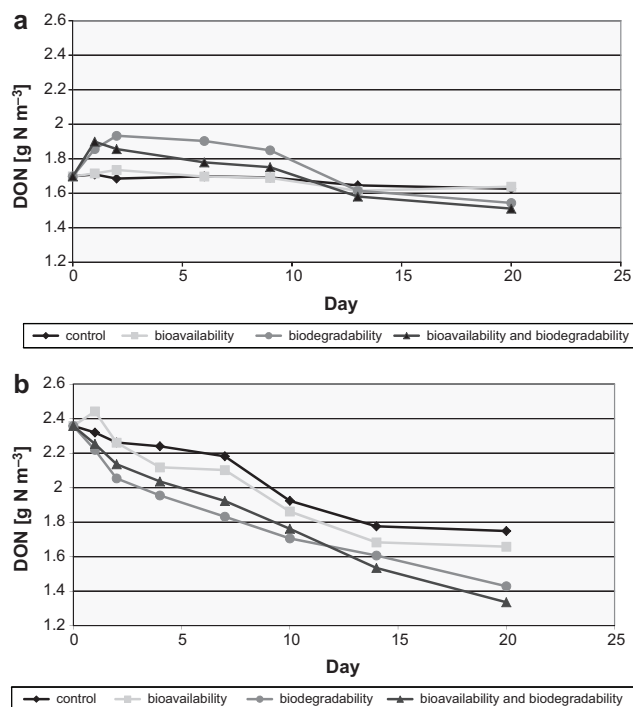 a
2.6
2.4
2.2
2
1.8
1.6
1.4
1.2
DON [g N m⁻³]
0 5 10 15 20 25
Day
control bioavailability biodegradability bioavailability and biodegradability
b
2.6
2.4
2.2
2
1.8
1.6
1.4
1.2
DON [g N m⁻³]
0 5 10 15 20 25
Day
control bioavailability biodegradability bioavailability and biodegradability